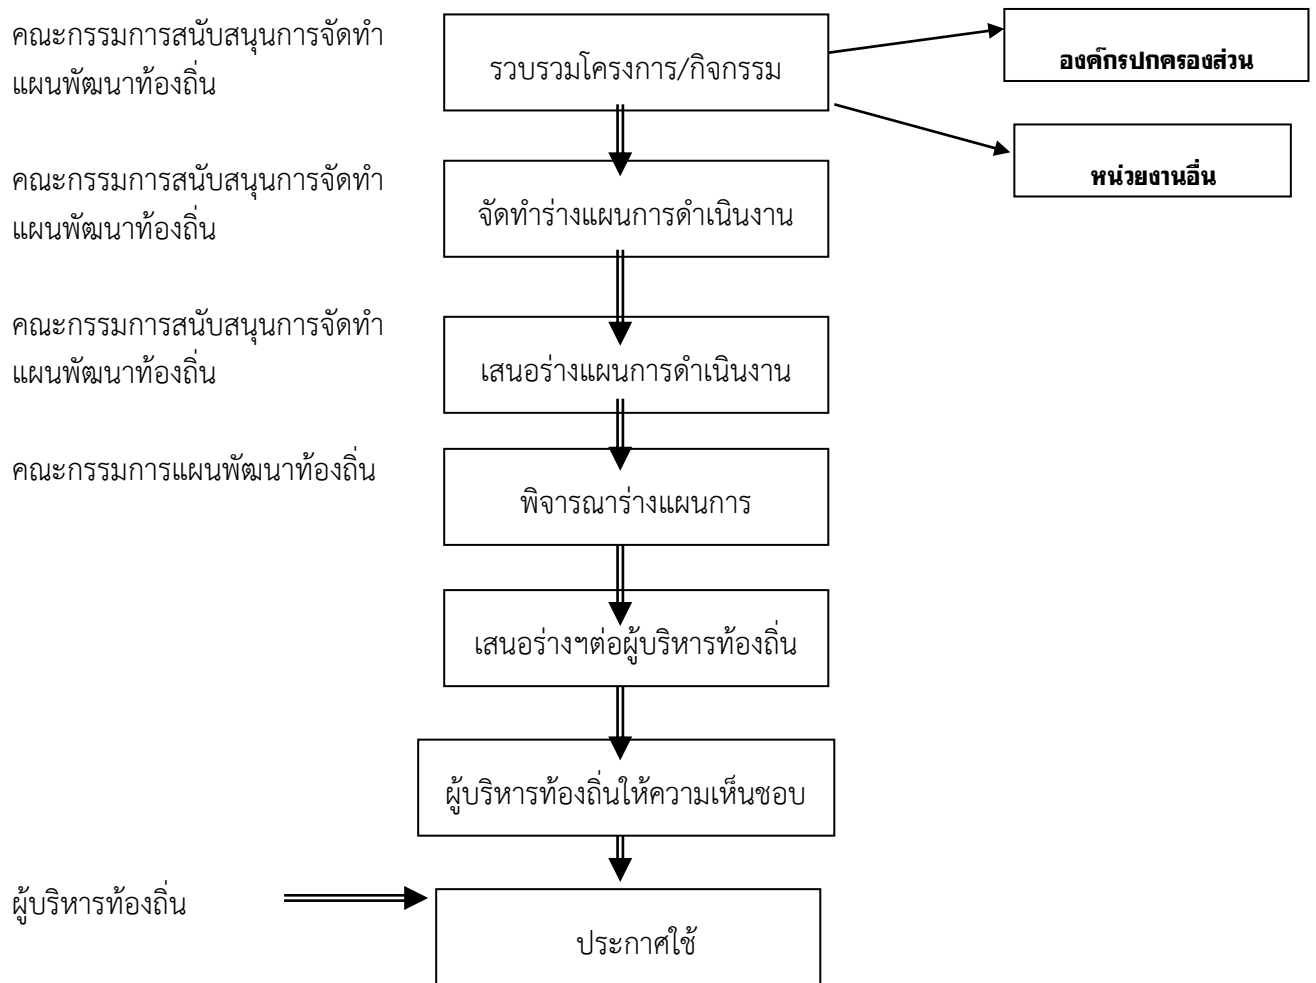 คณะกรรมการสนับสนุนการจัดทำ
แผนพัฒนาท้องถิ่น
รวบรวมโครงการ/กิจกรรม
องค์กรปกครองส่วน
หน่วยงานอื่น
คณะกรรมการสนับสนุนการจัดทำ
แผนพัฒนาท้องถิ่น
จัดทำร่างแผนการดำเนินงาน
คณะกรรมการสนับสนุนการจัดทำ
แผนพัฒนาท้องถิ่น
เสนอร่างแผนการดำเนินงาน
คณะกรรมการแผนพัฒนาท้องถิ่น
พิจารณาร่างแผนการ
เสนอร่างฯต่อผู้บริหารท้องถิ่น
ผู้บริหารท้องถิ่นให้ความเห็นชอบ
ผู้บริหารท้องถิ่น
ประกาศใช้